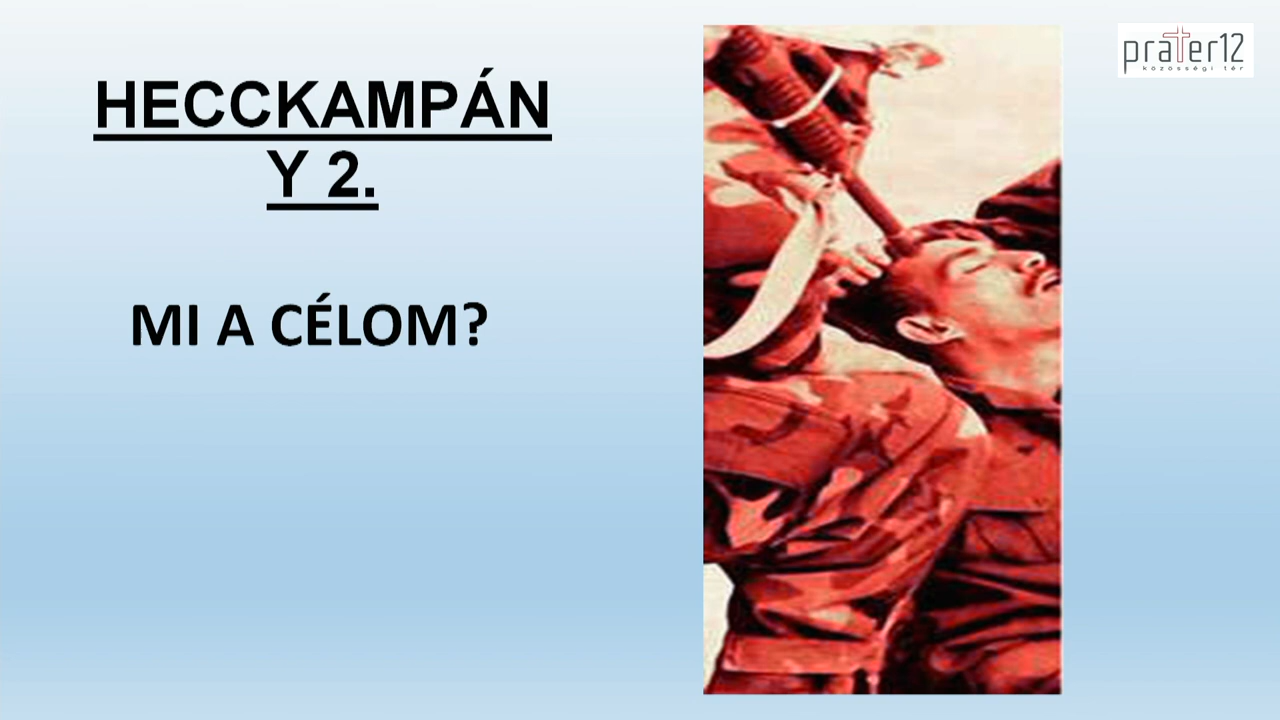 HECCKAMPÁN
Y 2.
MI A CÉLOM?
prater12
közösségi tér